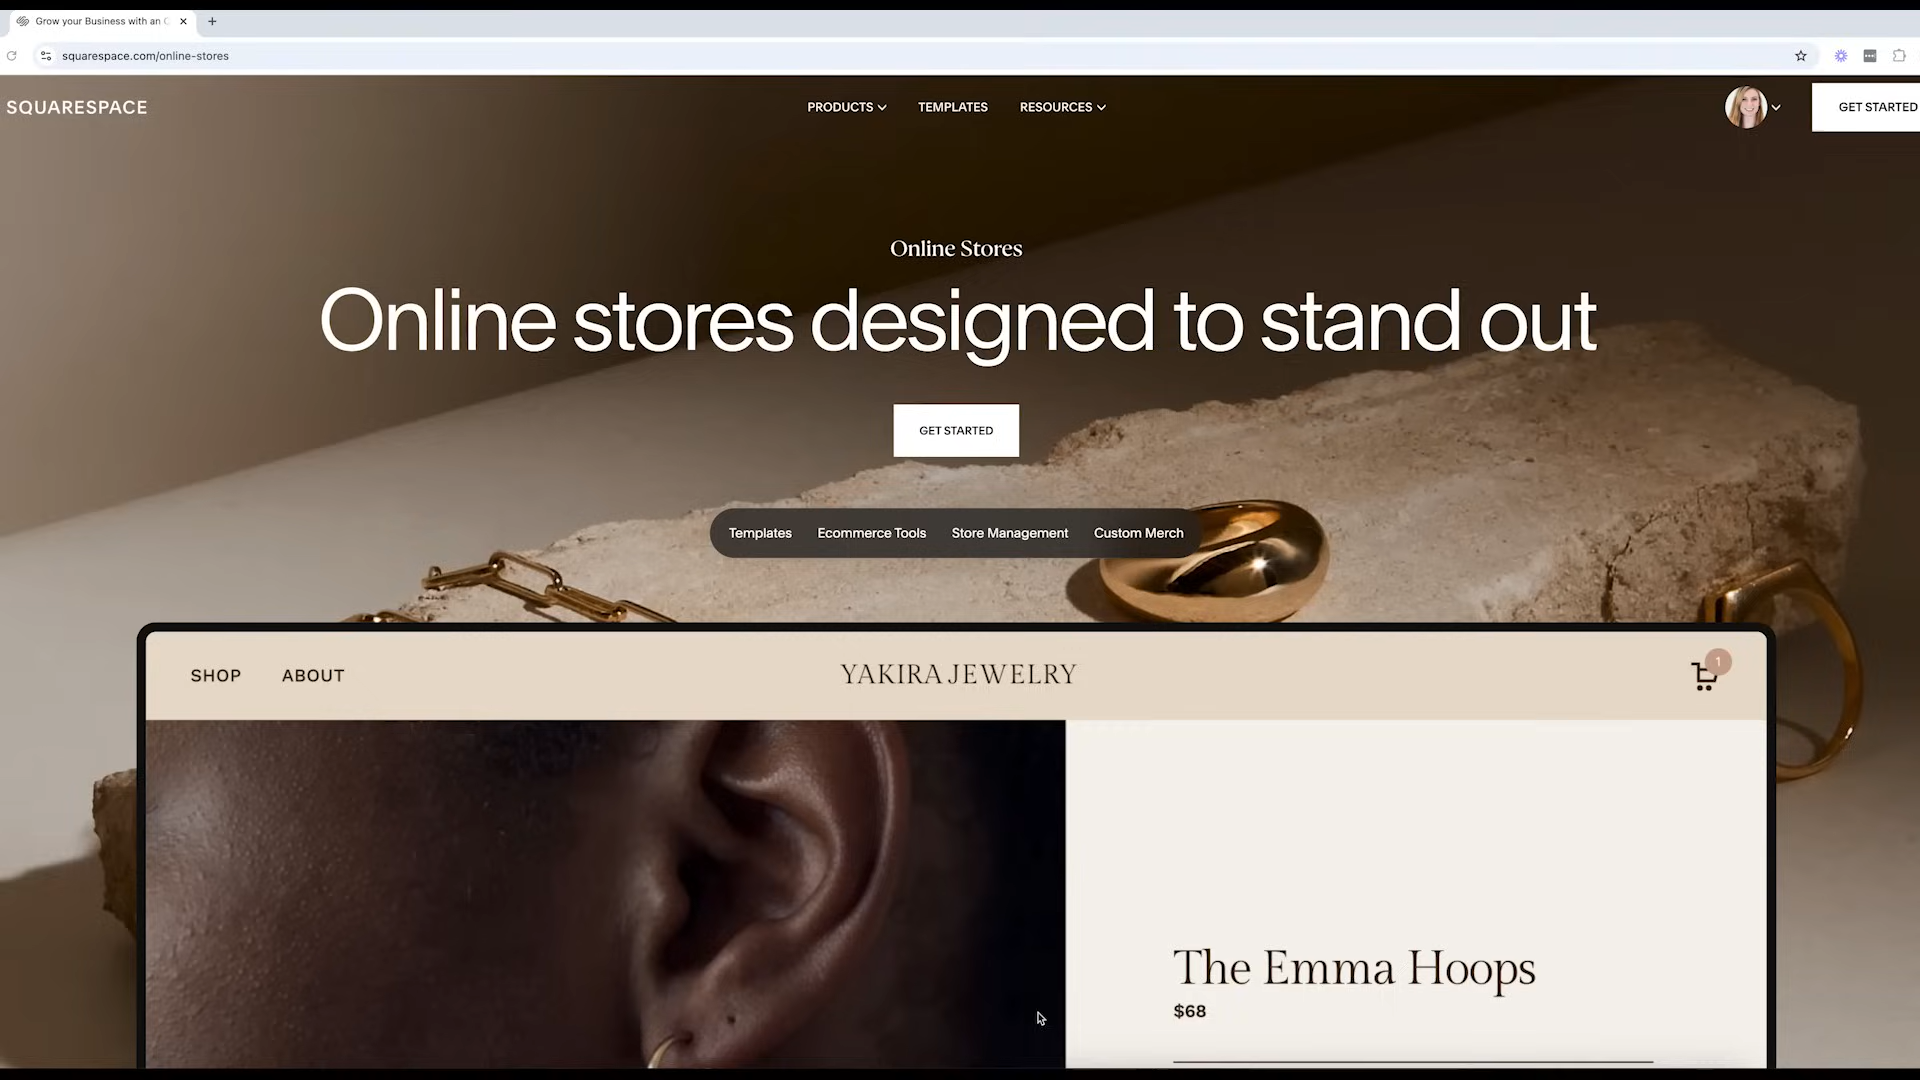 Grow your Business with an
squarespace.com/online-stores
SQUARESPACE
PRODUCTS
TEMPLATES
RESOURCES
GET STARTED
Online Stores
Online stores designed to stand out
GET STARTED
Templates
Ecommerce Tools
Store Management
Custom Merch
SHOP
ABOUT
YAKIRA JEWELRY
1
The Emma Hoops
$68